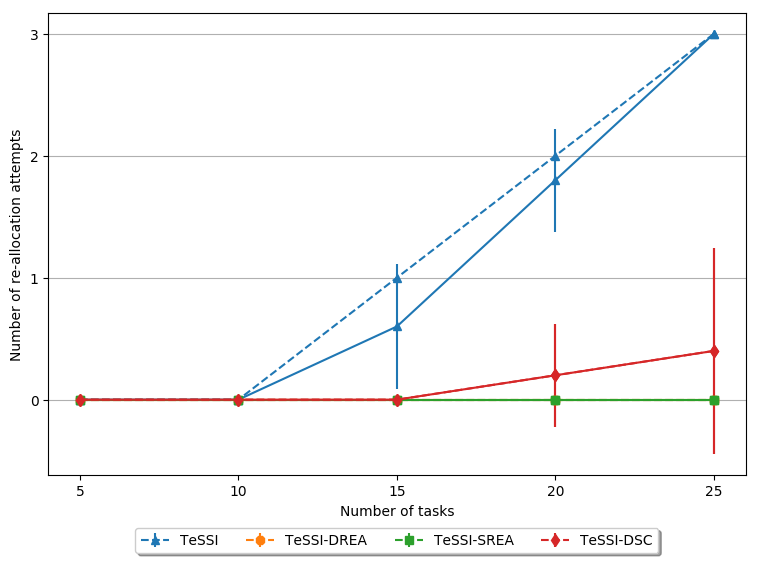 Number of re-allocation attempts
3
2
1
0
5 10 15 20 25
Number of tasks
TeSSI TeSSI-DREA TeSSI-SREA TeSSI-DSC